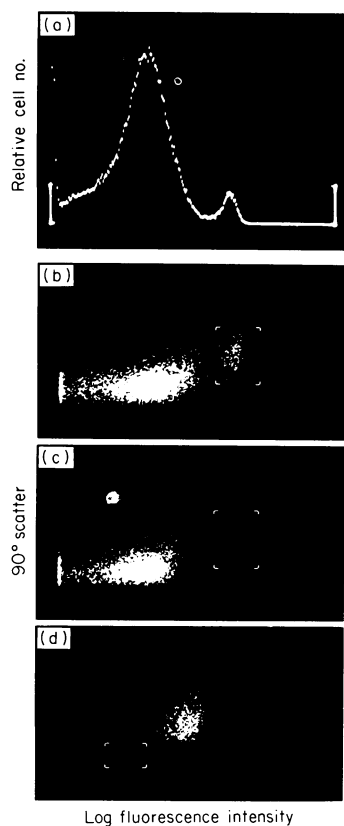 (a)
Relative cell no.
(b)
(c)
90° scatter
(d)
Log fluorescence intensity